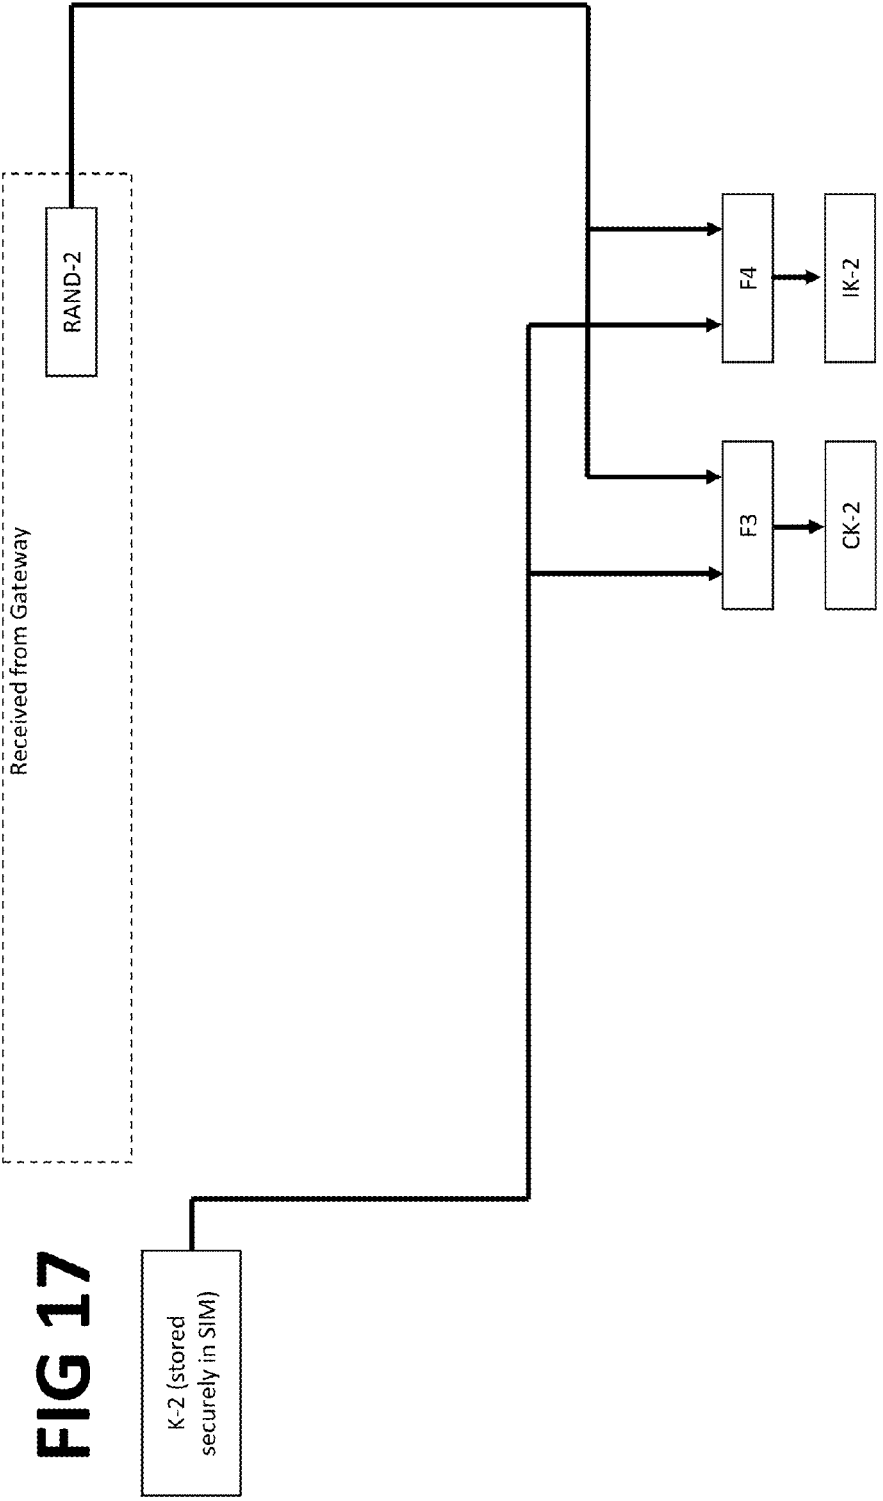 FIG 17
Received from Gateway
RAND-2
K-2 (stored
securely in SIM)
F3
F4
CK-2
IK-2